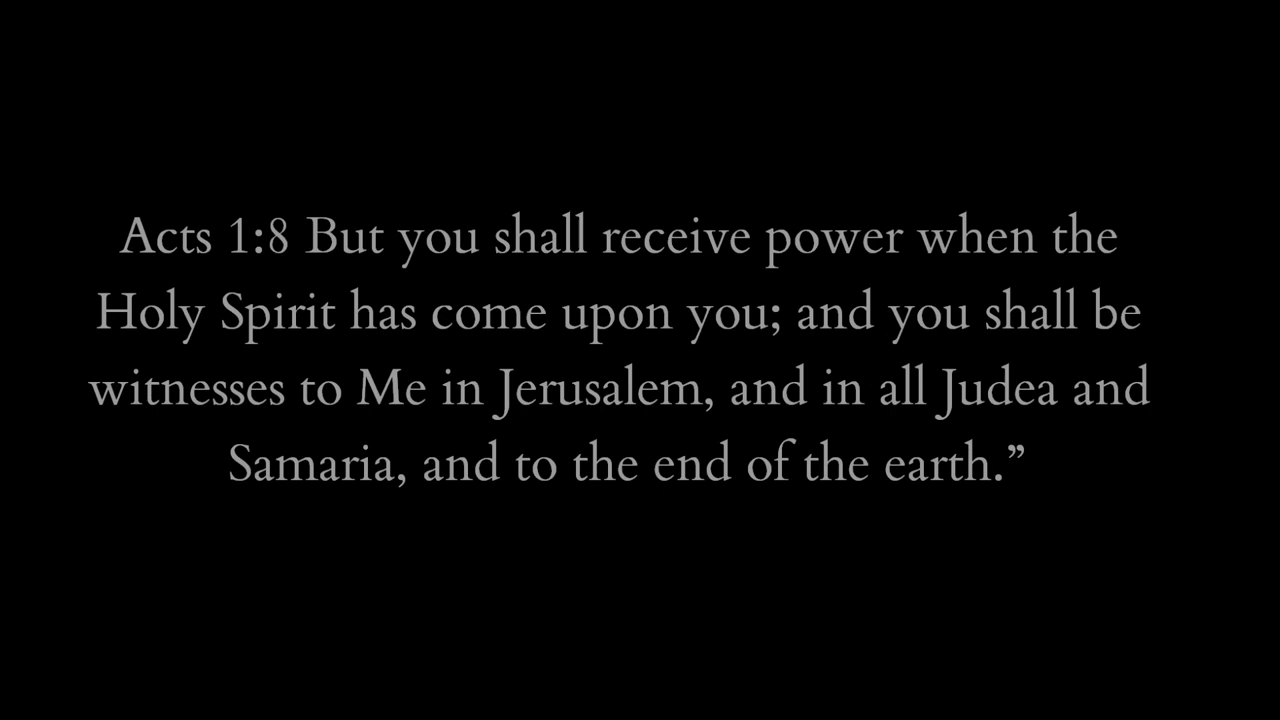 Acts 1:8 But you shall receive power when the
Holy Spirit has come upon you; and you shall be
witnesses to Me in Jerusalem, and in all Judea and
Samaria, and to the end of the earth.”